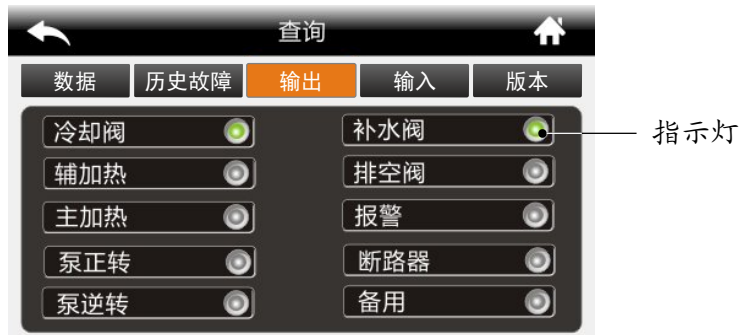 查询
数据 历史故障 输出 输入 版本
冷却阀 补水阀 指示灯
辅加热 排空阀
主加热 报警
泵正转 断路器
泵逆转 备用